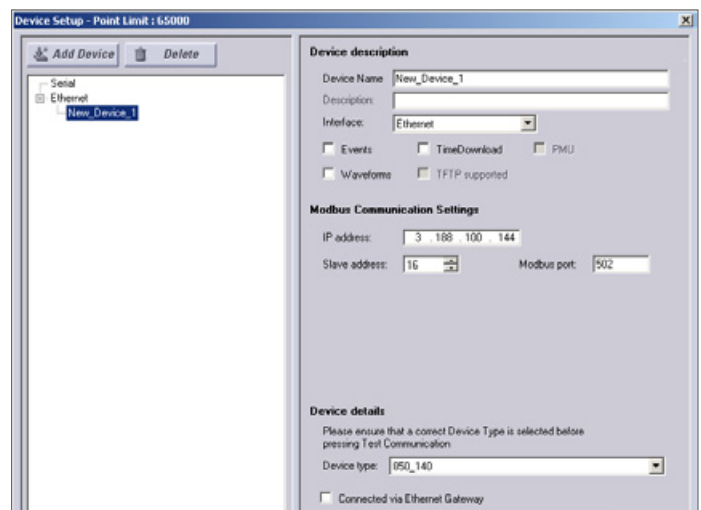 Device Setup - Point Limit : 65000
Add Device
Delete
Serial
Ethernet
New_Device_1
Device description
Device Name
New_Device_1
Description:
Interface:
Ethernet
Events
TimeDownload
PMU
Waveforms
TFTP supported
Modbus Communication Settings
IP address:
3 . 188 . 100 . 144
Slave address:
16
Modbus port:
502
Device details
Please ensure that a correct Device Type is selected before
pressing Test Communication
Device type:
850_140
Connected via Ethernet Gateway